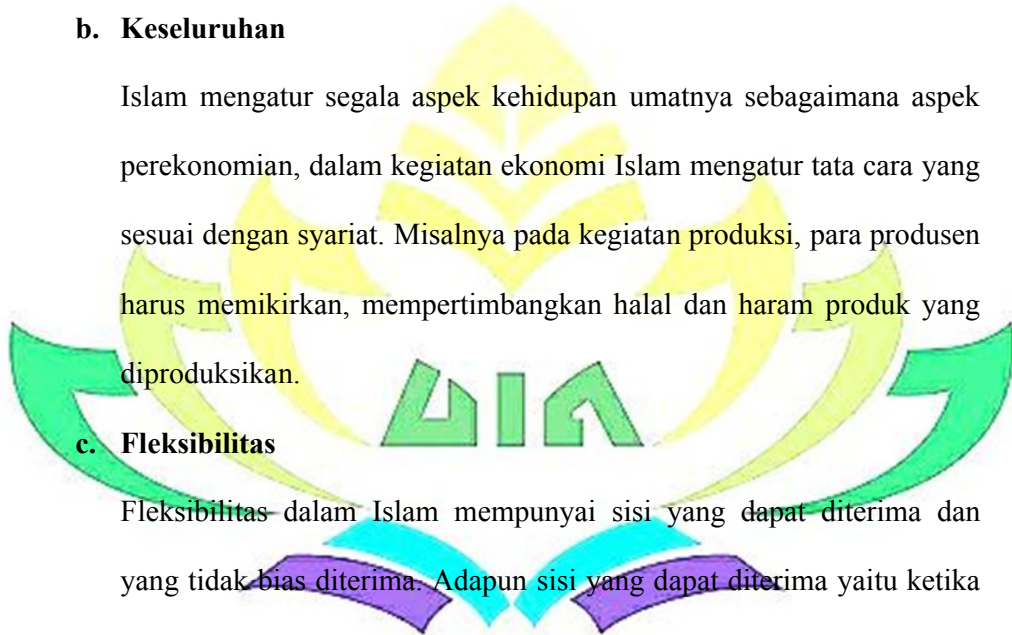 b. Keseluruhan
Islam mengatur segala aspek kehidupan umatnya sebagaimana aspek
perekonomian, dalam kegiatan ekonomi Islam mengatur tata cara yang
sesuai dengan syariat. Misalnya pada kegiatan produksi, para produsen
harus memikirkan, mempertimbangkan halal dan haram produk yang
diproduksikan.
UIN
c. Fleksibilitas
Fleksibilitas dalam Islam mempunyai sisi yang dapat diterima dan
yang tidak bias diterima. Adapun sisi yang dapat diterima yaitu ketika